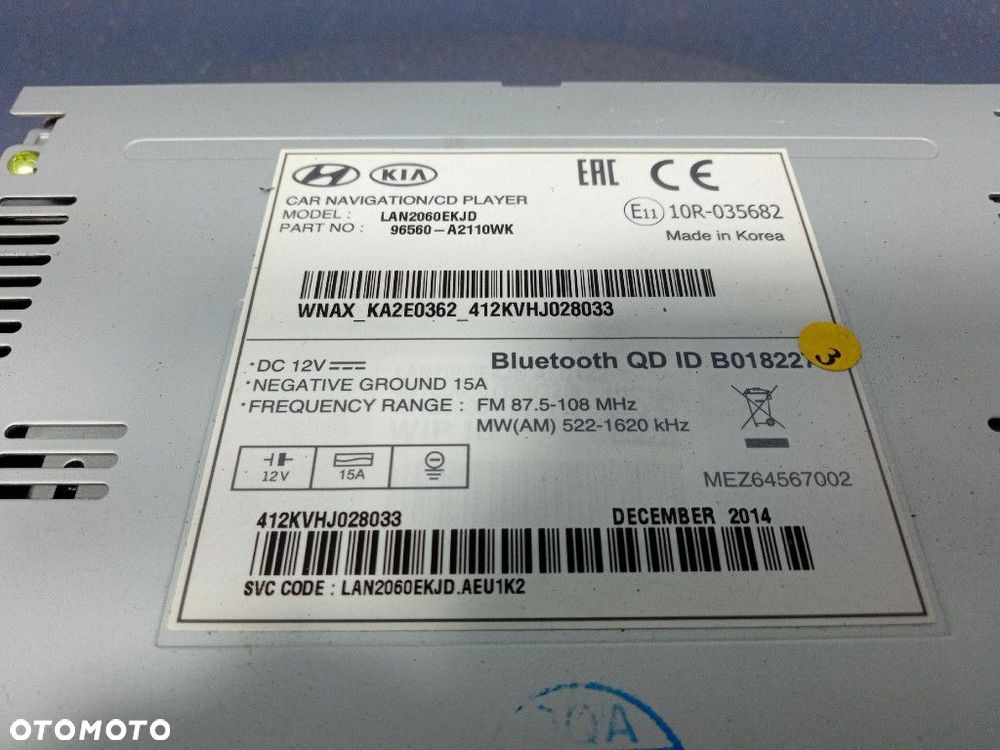 KIA
EAC CE
CAR NAVIGATION/CD PLAYER
MODEL : LAN2060EKJD
PART NO : 96560-A2110WK
E11 10R-035682
Made in Korea
WNAX_KA2E0362_412KVHJ028033
•DC 12V
Bluetooth QD ID B018227
3
•NEGATIVE GROUND 15A
•FREQUENCY RANGE : FM 87.5-108 MHz
MW(AM) 522-1620 kHz
12V 15A
MEZ64567002
412KVHJ028033 DECEMBER 2014
SVC CODE : LAN2060EKJD.AEU1K2
OTOMOTO